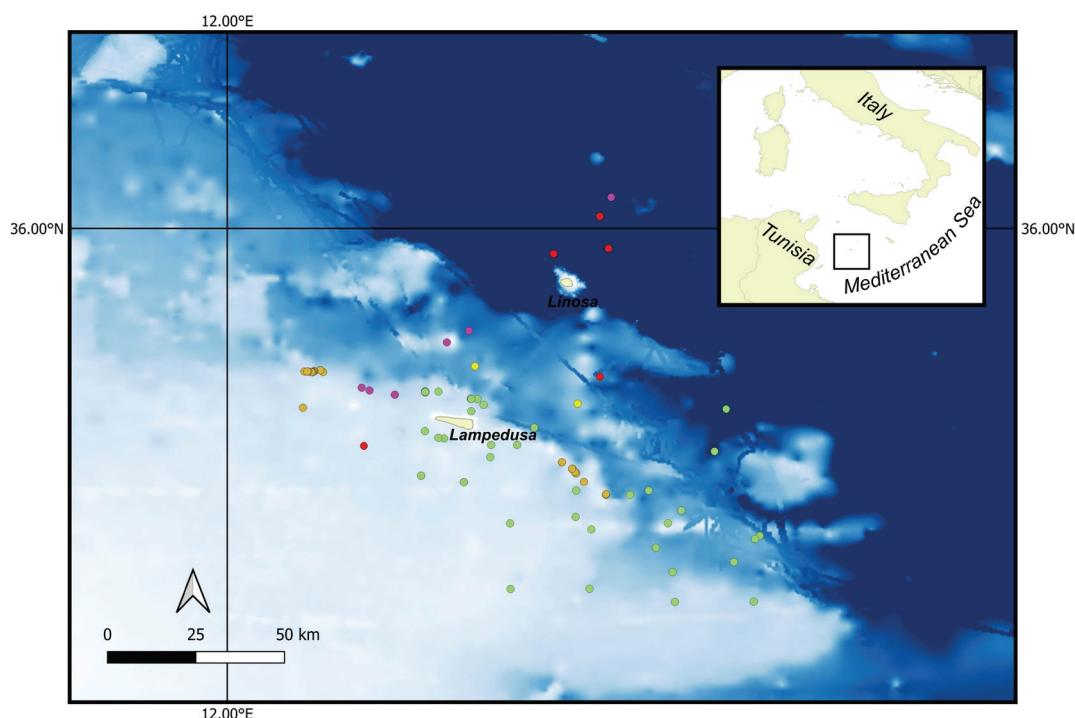 12.00°E
Italy
36.00°N
36.00°N
Tunisia
Mediterranean Sea
Linosa
Lampedusa
0 25 50 km
12.00°E